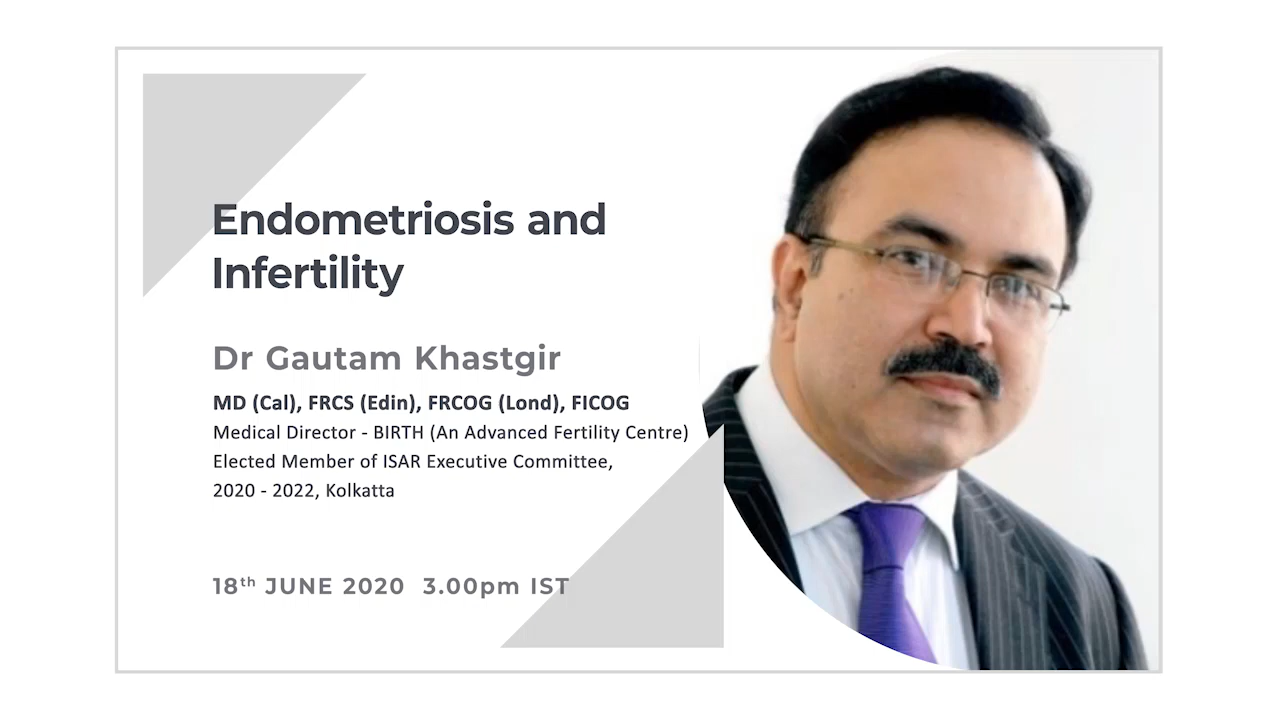 Endometriosis and
Infertility
Dr Gautam Khastgir
MD (Cal), FRCS (Edin), FRCOG (Lond), FICOG
Medical Director - BIRTH (An Advanced Fertility Centre)
Elected Member of ISAR Executive Committee,
2020 - 2022, Kolkatta
18th JUNE 2020 3.00pm IST